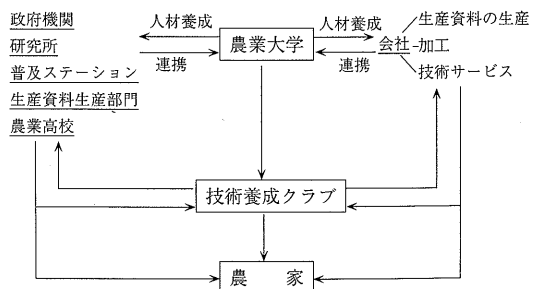 政府機関
研究所
普及ステーション
生産資料生産部門
農業高校
人材養成
連携
農業大学
人材養成
連携
会社
生産資料の生産
加工
技術サービス
技術養成クラブ
農 家